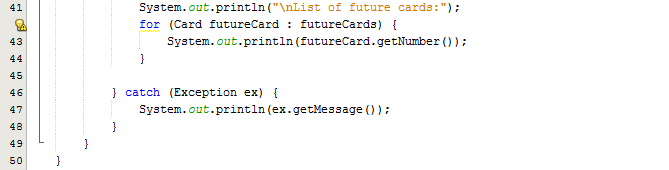 41 System.out.println("\nList of future cards:");
for (Card futureCard : futureCards) {
43 System.out.println(futureCard.getNumber());
44 }
45
46 } catch (Exception ex) {
47 System.out.println(ex.getMessage());
48 }
49 }
50 }